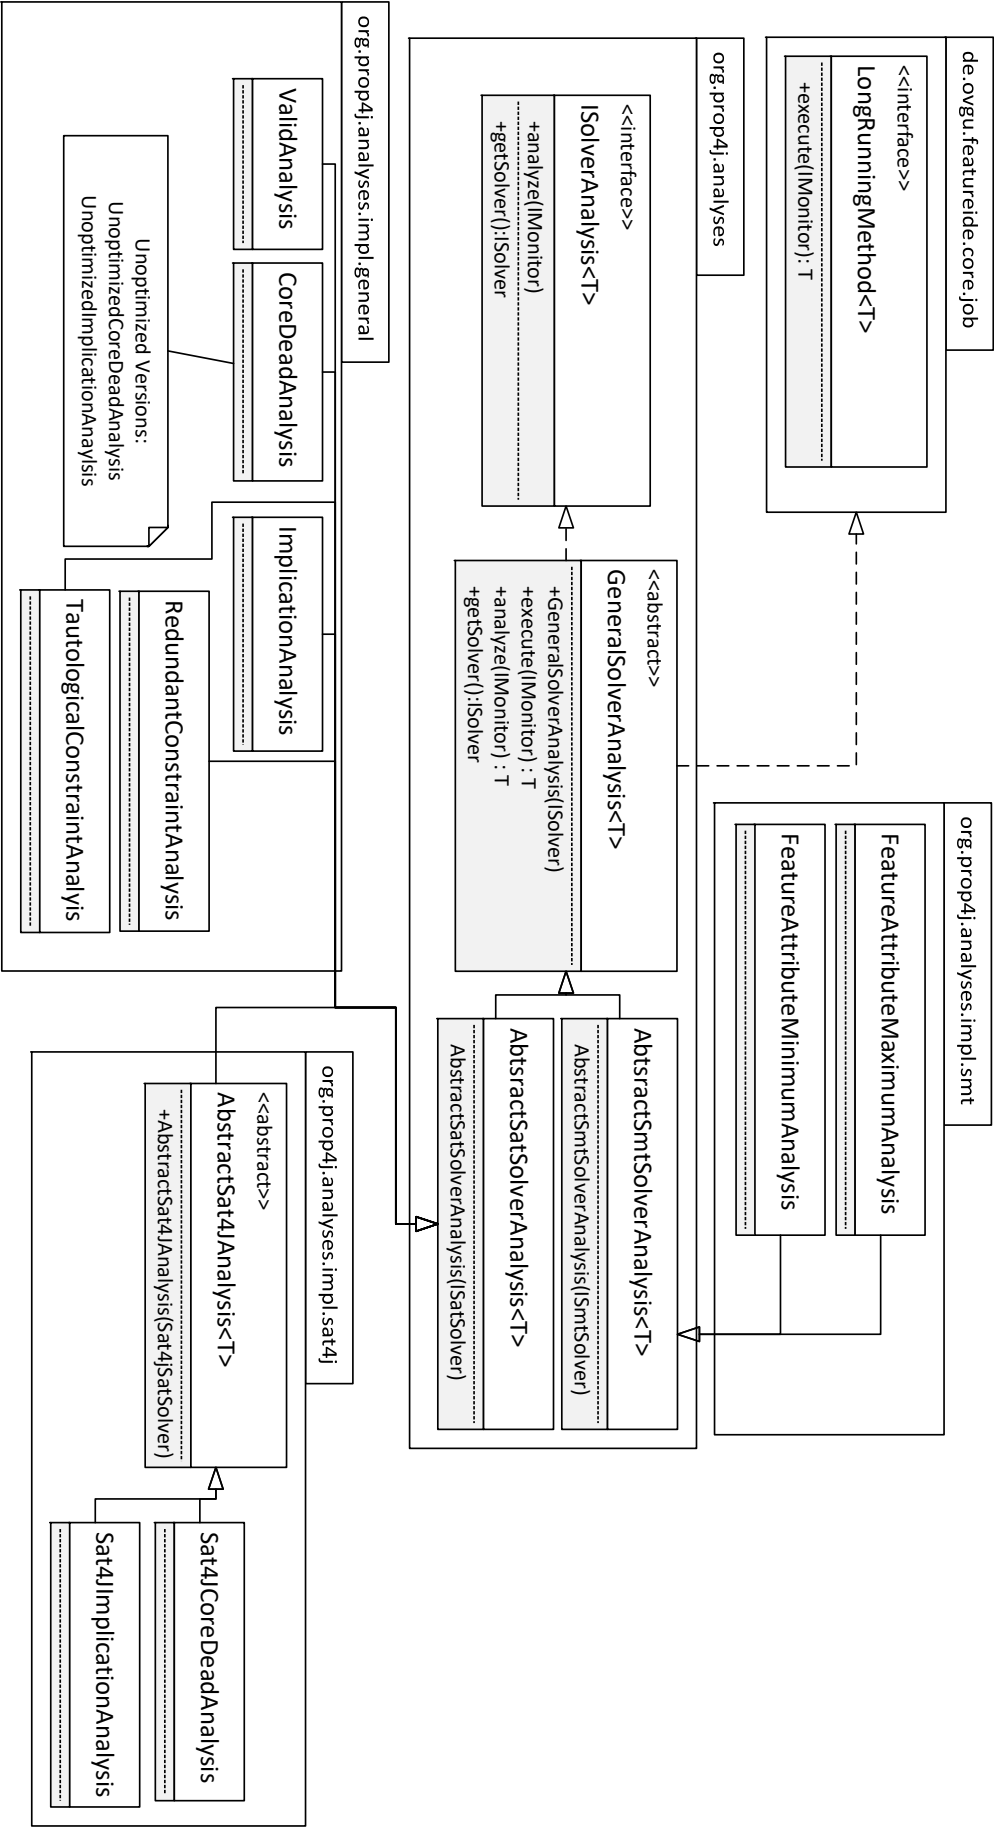 de.ovgu.featureide.core.job
<<interface>>
LongRunningMethod<T>
+execute(IMonitor): T
org.prop4j.analyses.impl.smt
FeatureAttributeMaximumAnalysis
FeatureAttributeMinimumAnalysis
org.prop4j.analyses
<<interface>>
ISolverAnalysis<T>
+analyze(IMonitor)
+getSolver():ISolver
<<abstract>>
GeneralSolverAnalysis<T>
+GeneralSolverAnalysis(ISolver)
+execute(IMonitor) : T
+analyze(IMonitor) : T
+getSolver():ISolver
AbtsractSmtSolverAnalysis<T>
AbstractSmtSolverAnalysis(ISmtSolver)
AbtsractSatSolverAnalysis<T>
AbstractSatSolverAnalysis(ISatSolver)
org.prop4j.analyses.impl.general
ValidAnalysis
CoreDeadAnalysis
ImplicationAnalysis
RedundantConstraintAnalysis
TautologicalConstraintAnalyis
Unoptimized Versions:
UnoptimizedCoreDeadAnalysis
UnoptimizedImplicationAnaylsis
org.prop4j.analyses.impl.sat4j
<<abstract>>
AbstractSat4JAnalysis<T>
+AbstractSat4JAnalysis(Sat4jSatSolver)
Sat4JCoreDeadAnalysis
Sat4JImplicationAnalysis